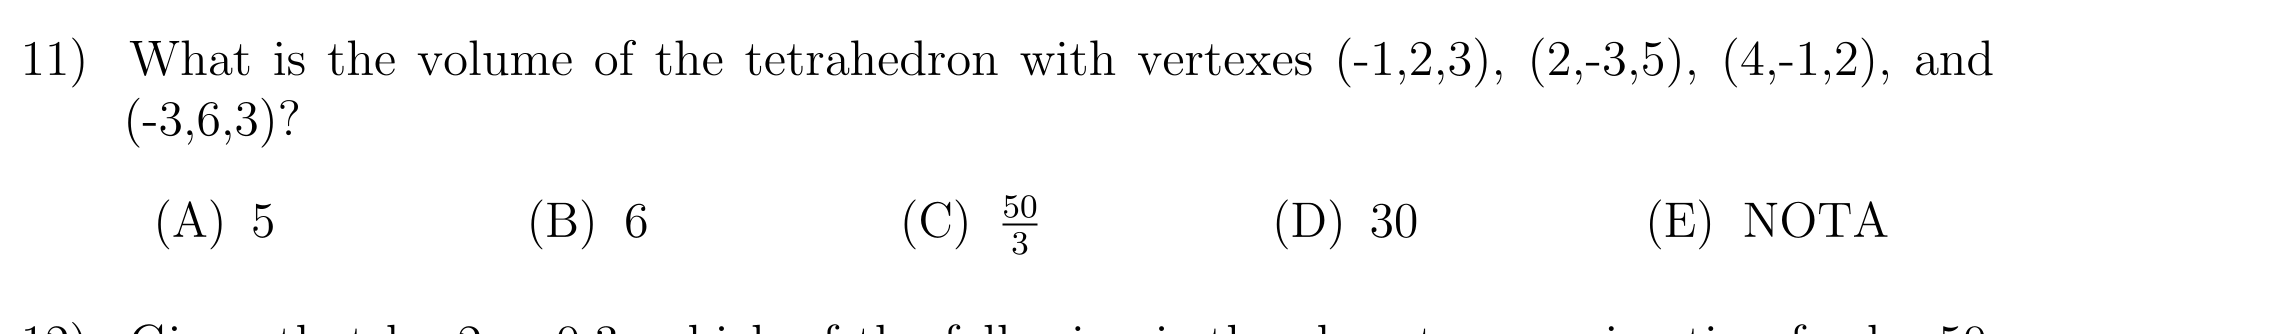 11) What is the volume of the tetrahedron with vertexes (-1,2,3), (2,-3,5), (4,-1,2), and
(-3,6,3)?
(A) 5 (B) 6 (C) 50/3 (D) 30 (E) NOTA